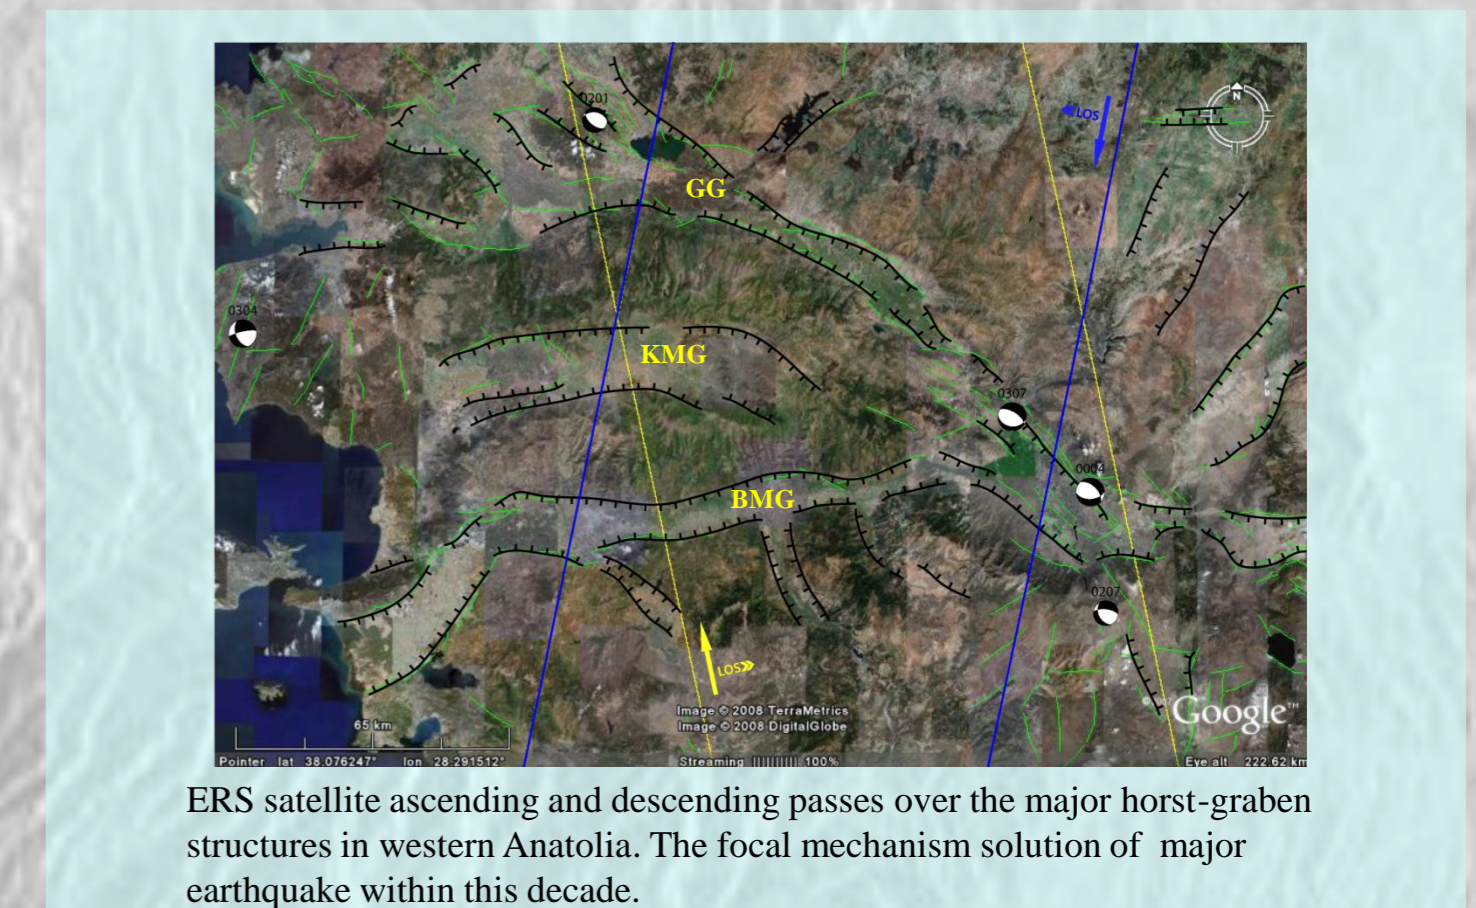 0201
N
LOS
GG
0304
KMG
0307
0004
BMG
0207
LOS
Google™
Image © 2008 TerraMetrics
Image © 2008 DigitalGlobe
65 km
Pointer lat 38.076247° lon 28.291512°
Streaming |||||||||| 100%
Eye alt 222.62 km
ERS satellite ascending and descending passes over the major horst-graben
structures in western Anatolia. The focal mechanism solution of major
earthquake within this decade.